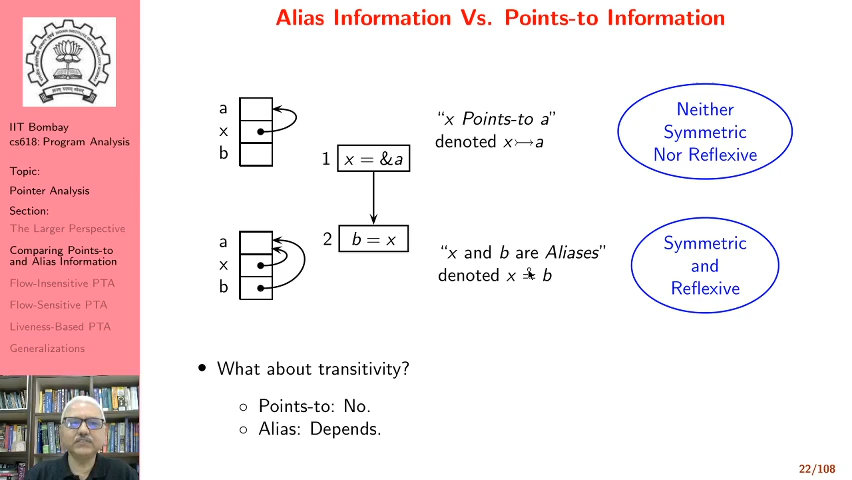 Alias Information Vs. Points-to Information
IIT Bombay
cs618: Program Analysis
Topic:
Pointer Analysis
Section:
The Larger Perspective
Comparing Points-to
and Alias Information
Flow-Insensitive PTA
Flow-Sensitive PTA
Liveness-Based PTA
Generalizations
a
x
b
1 x = &a
"x Points-to a"
denoted x↣a
Neither
Symmetric
Nor Reflexive
a
x
b
2 b = x
"x and b are Aliases"
denoted x ≗ b
Symmetric
and
Reflexive
• What about transitivity?
◦ Points-to: No.
◦ Alias: Depends.
22/108